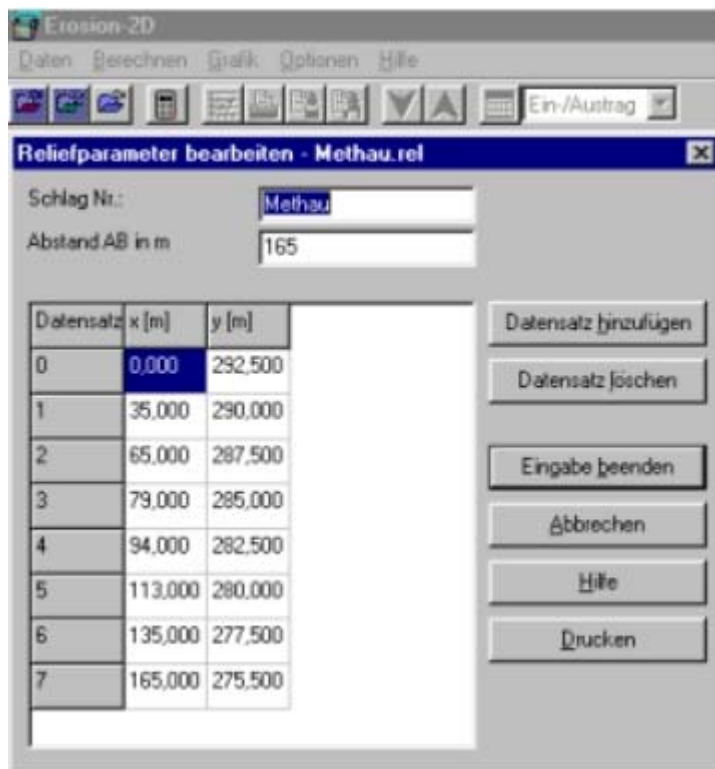 Erosion-2D
Daten Berechnen Grafik Optionen Hilfe
Ein-/Austrag
Reliefparameter bearbeiten - Methau.rel
Schlag Nr.: Methau
Abstand AB in m 165
Datensatz x [m] y [m]
0 0,000 292,500
1 35,000 290,000
2 65,000 287,500
3 79,000 285,000
4 94,000 282,500
5 113,000 280,000
6 135,000 277,500
7 165,000 275,500
Datensatz hinzufügen
Datensatz löschen
Eingabe beenden
Abbrechen
Hilfe
Drucken